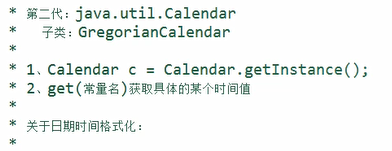 * 第二代：java.util.Calendar
*   子类：GregorianCalendar
*
* 1、Calendar c = Calendar.getInstance();
* 2、get(常量名)获取具体的某个时间值
*
* 关于日期时间格式化：
*